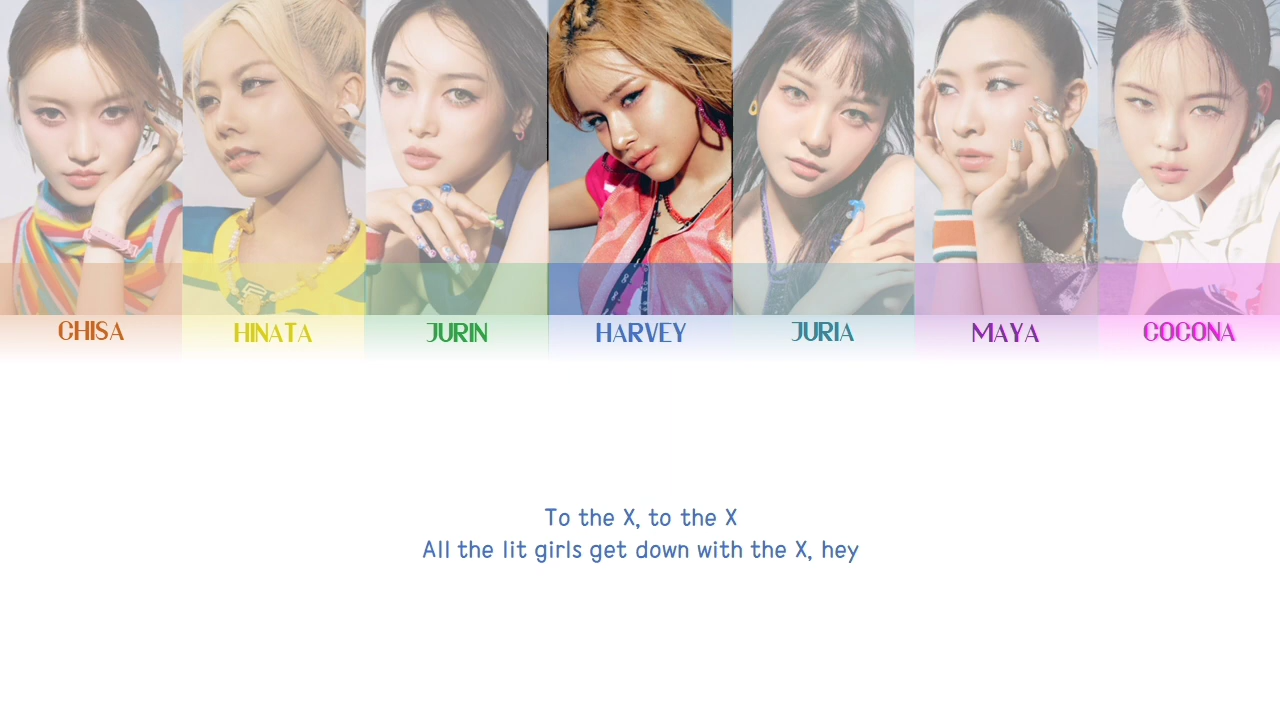 CHISA HINATA JURIN HARVEY JURIA MAYA COCONA
To the X, to the X
All the lit girls get down with the X, hey